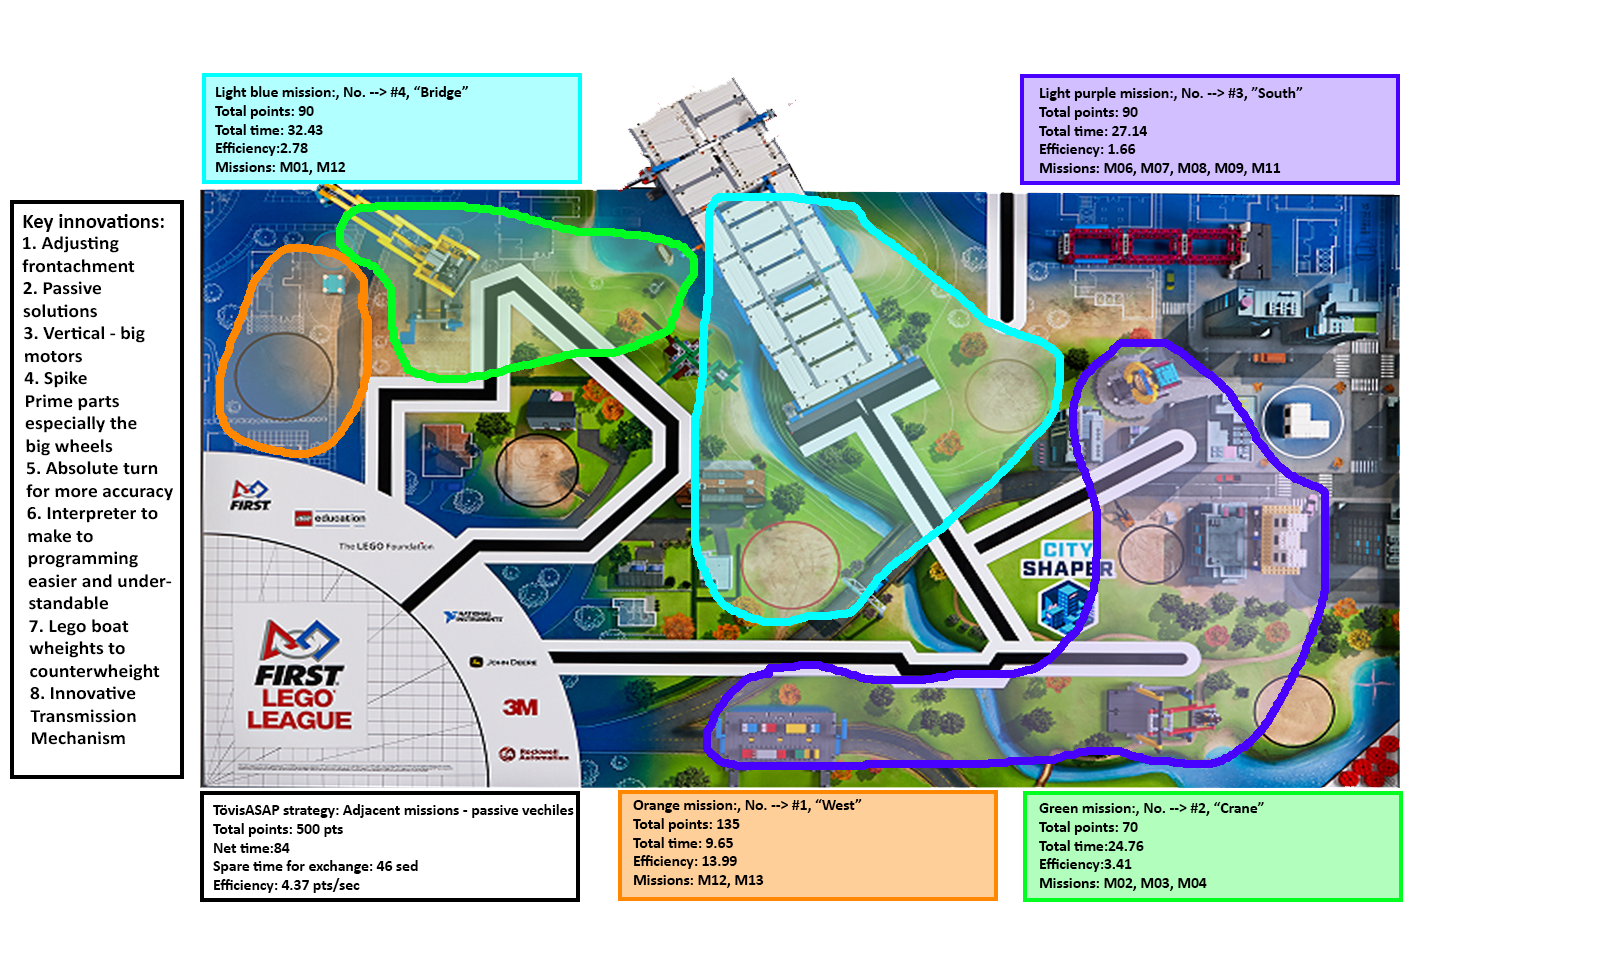 Light blue mission:, No. --> #4, “Bridge”
Total points: 90
Total time: 32.43
Efficiency:2.78
Missions: M01, M12
Light purple mission:, No. --> #3, ”South”
Total points: 90
Total time: 27.14
Efficiency: 1.66
Missions: M06, M07, M08, M09, M11
Key innovations:
1. Adjusting
frontachment
2. Passive
solutions
3. Vertical - big
motors
4. Spike
Prime parts
especially the
big wheels
5. Absolute turn
for more accuracy
6. Interpreter to
make to
programming
easier and under-
standable
7. Lego boat
wheights to
counterweight
8. Innovative
Transmission
Mechanism
FIRST
LEGO education
The LEGO Foundation
NATIONAL
INSTRUMENTS
JOHN DEERE
3M
Rockwell
Automation
FIRST
LEGO
LEAGUE
CITY
SHAPER
TövisASAP strategy: Adjacent missions - passive vechiles
Total points: 500 pts
Net time:84
Spare time for exchange: 46 sed
Efficiency: 4.37 pts/sec
Orange mission:, No. --> #1, “West”
Total points: 135
Total time: 9.65
Efficiency: 13.99
Missions: M12, M13
Green mission:, No. --> #2, “Crane”
Total points: 70
Total time:24.76
Efficiency:3.41
Missions: M02, M03, M04